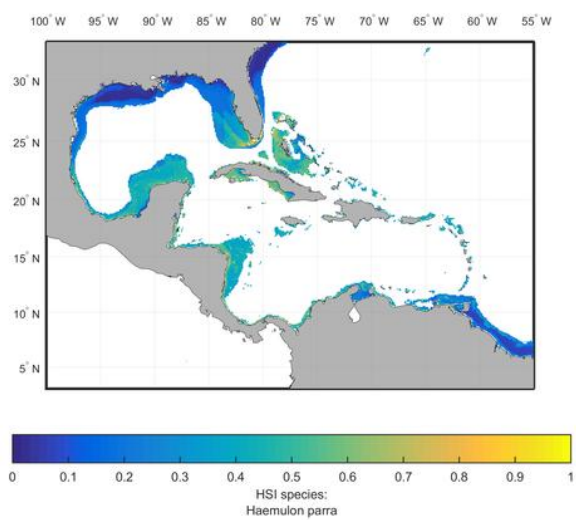 100° W 95° W 90° W 85° W 80° W 75° W 70° W 65° W 60° W 55° W
30° N
25° N
20° N
15° N
10° N
5° N
0 0.1 0.2 0.3 0.4 0.5 0.6 0.7 0.8 0.9 1
HSI species:
Haemulon parra